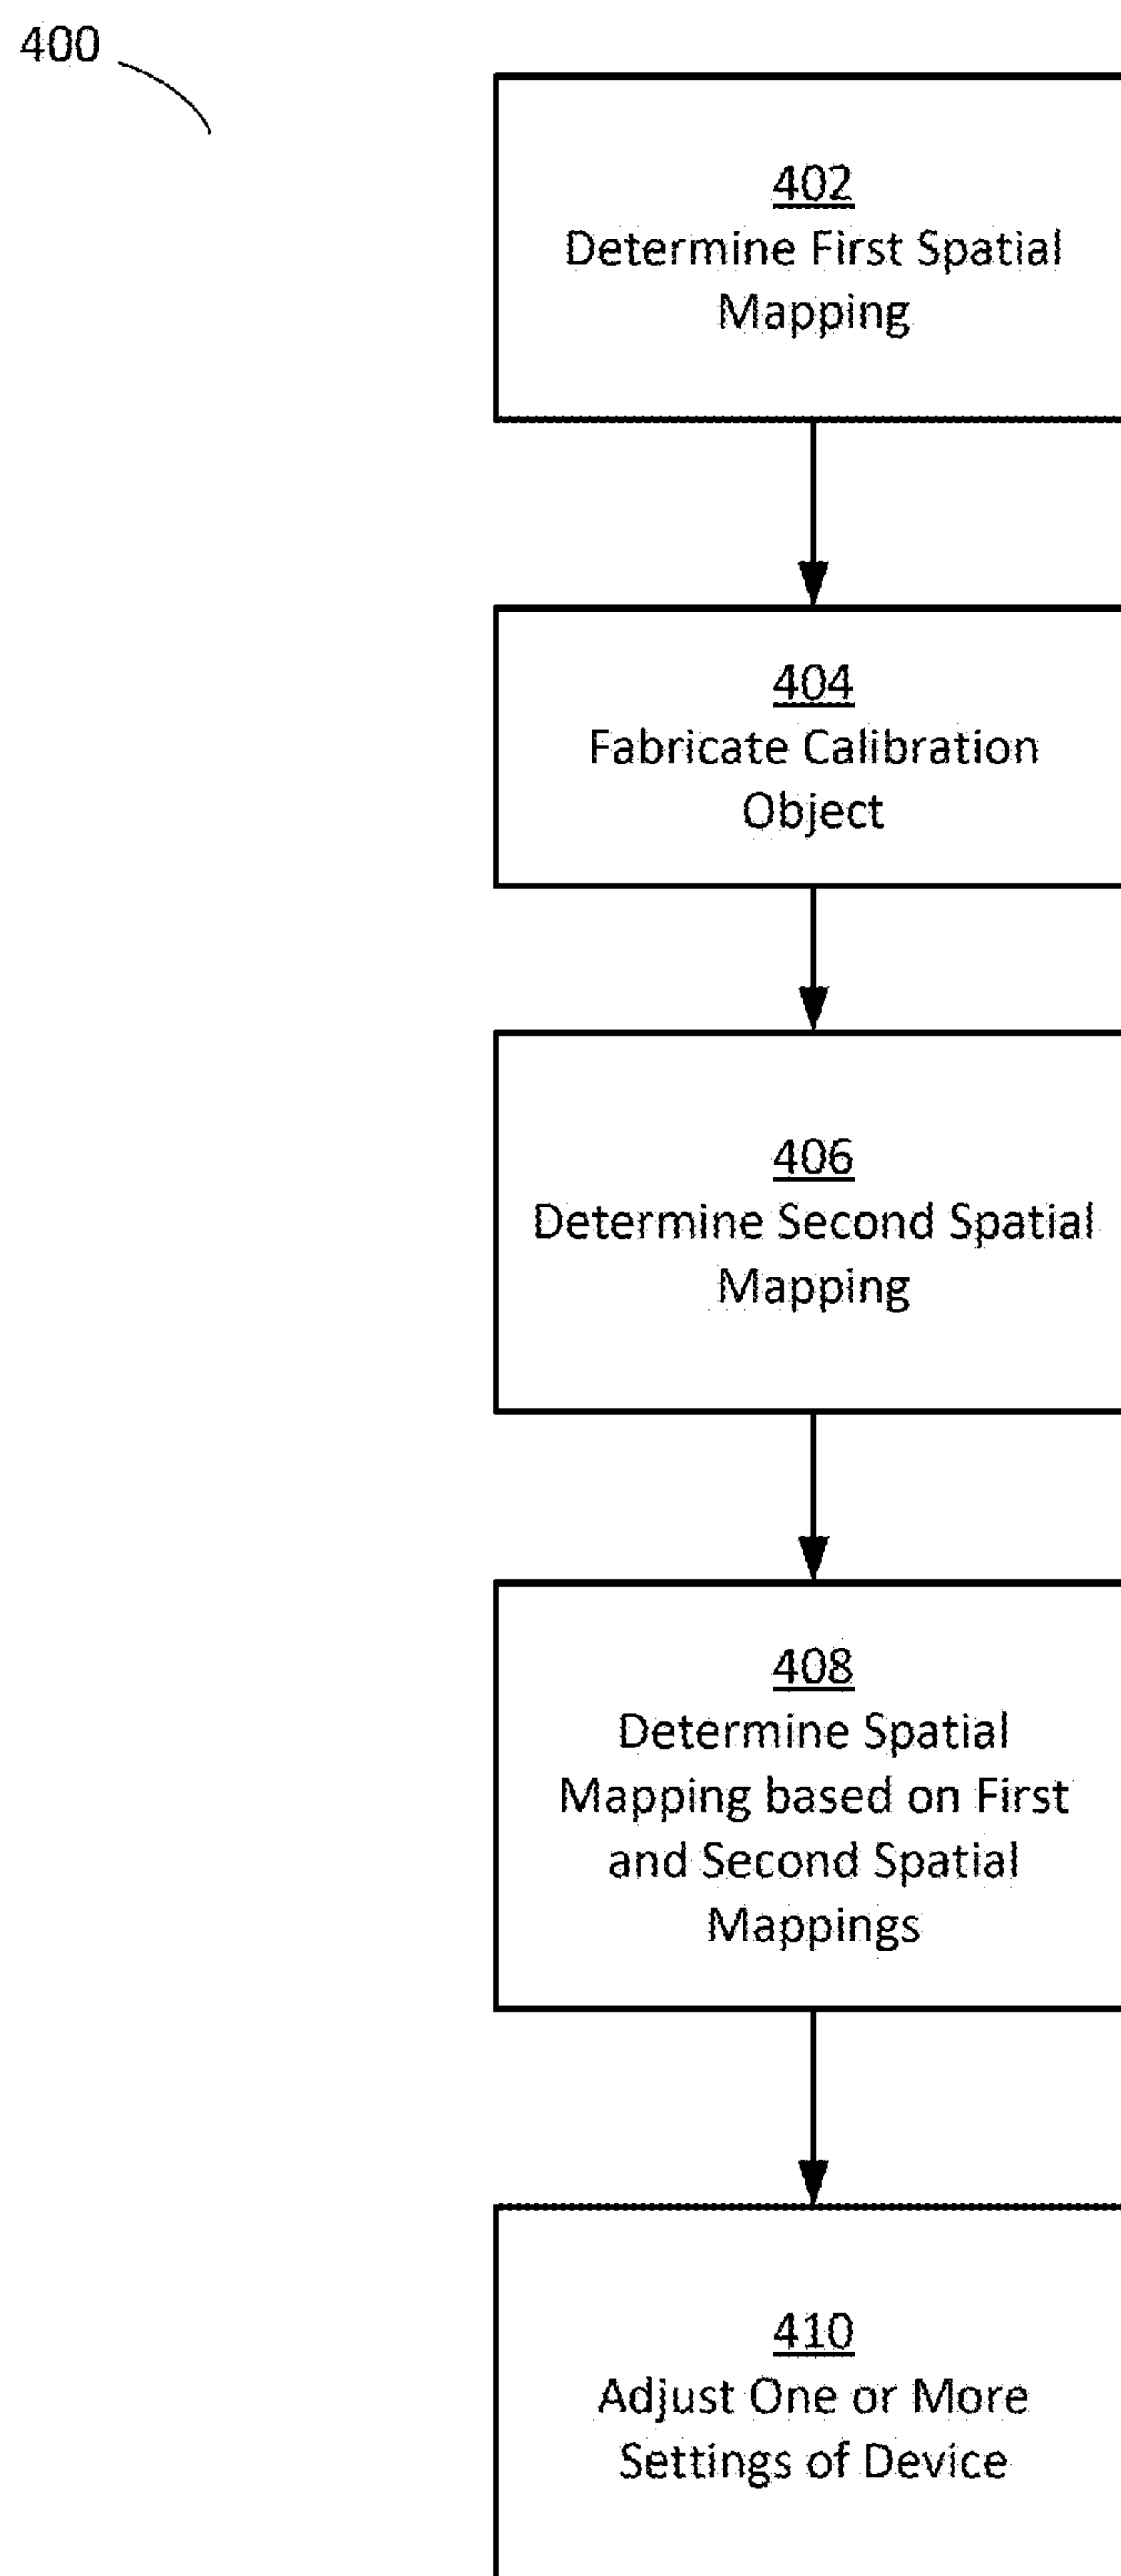 400
402
Determine First Spatial
Mapping
404
Fabricate Calibration
Object
406
Determine Second Spatial
Mapping
408
Determine Spatial
Mapping based on First
and Second Spatial
Mappings
410
Adjust One or More
Settings of Device